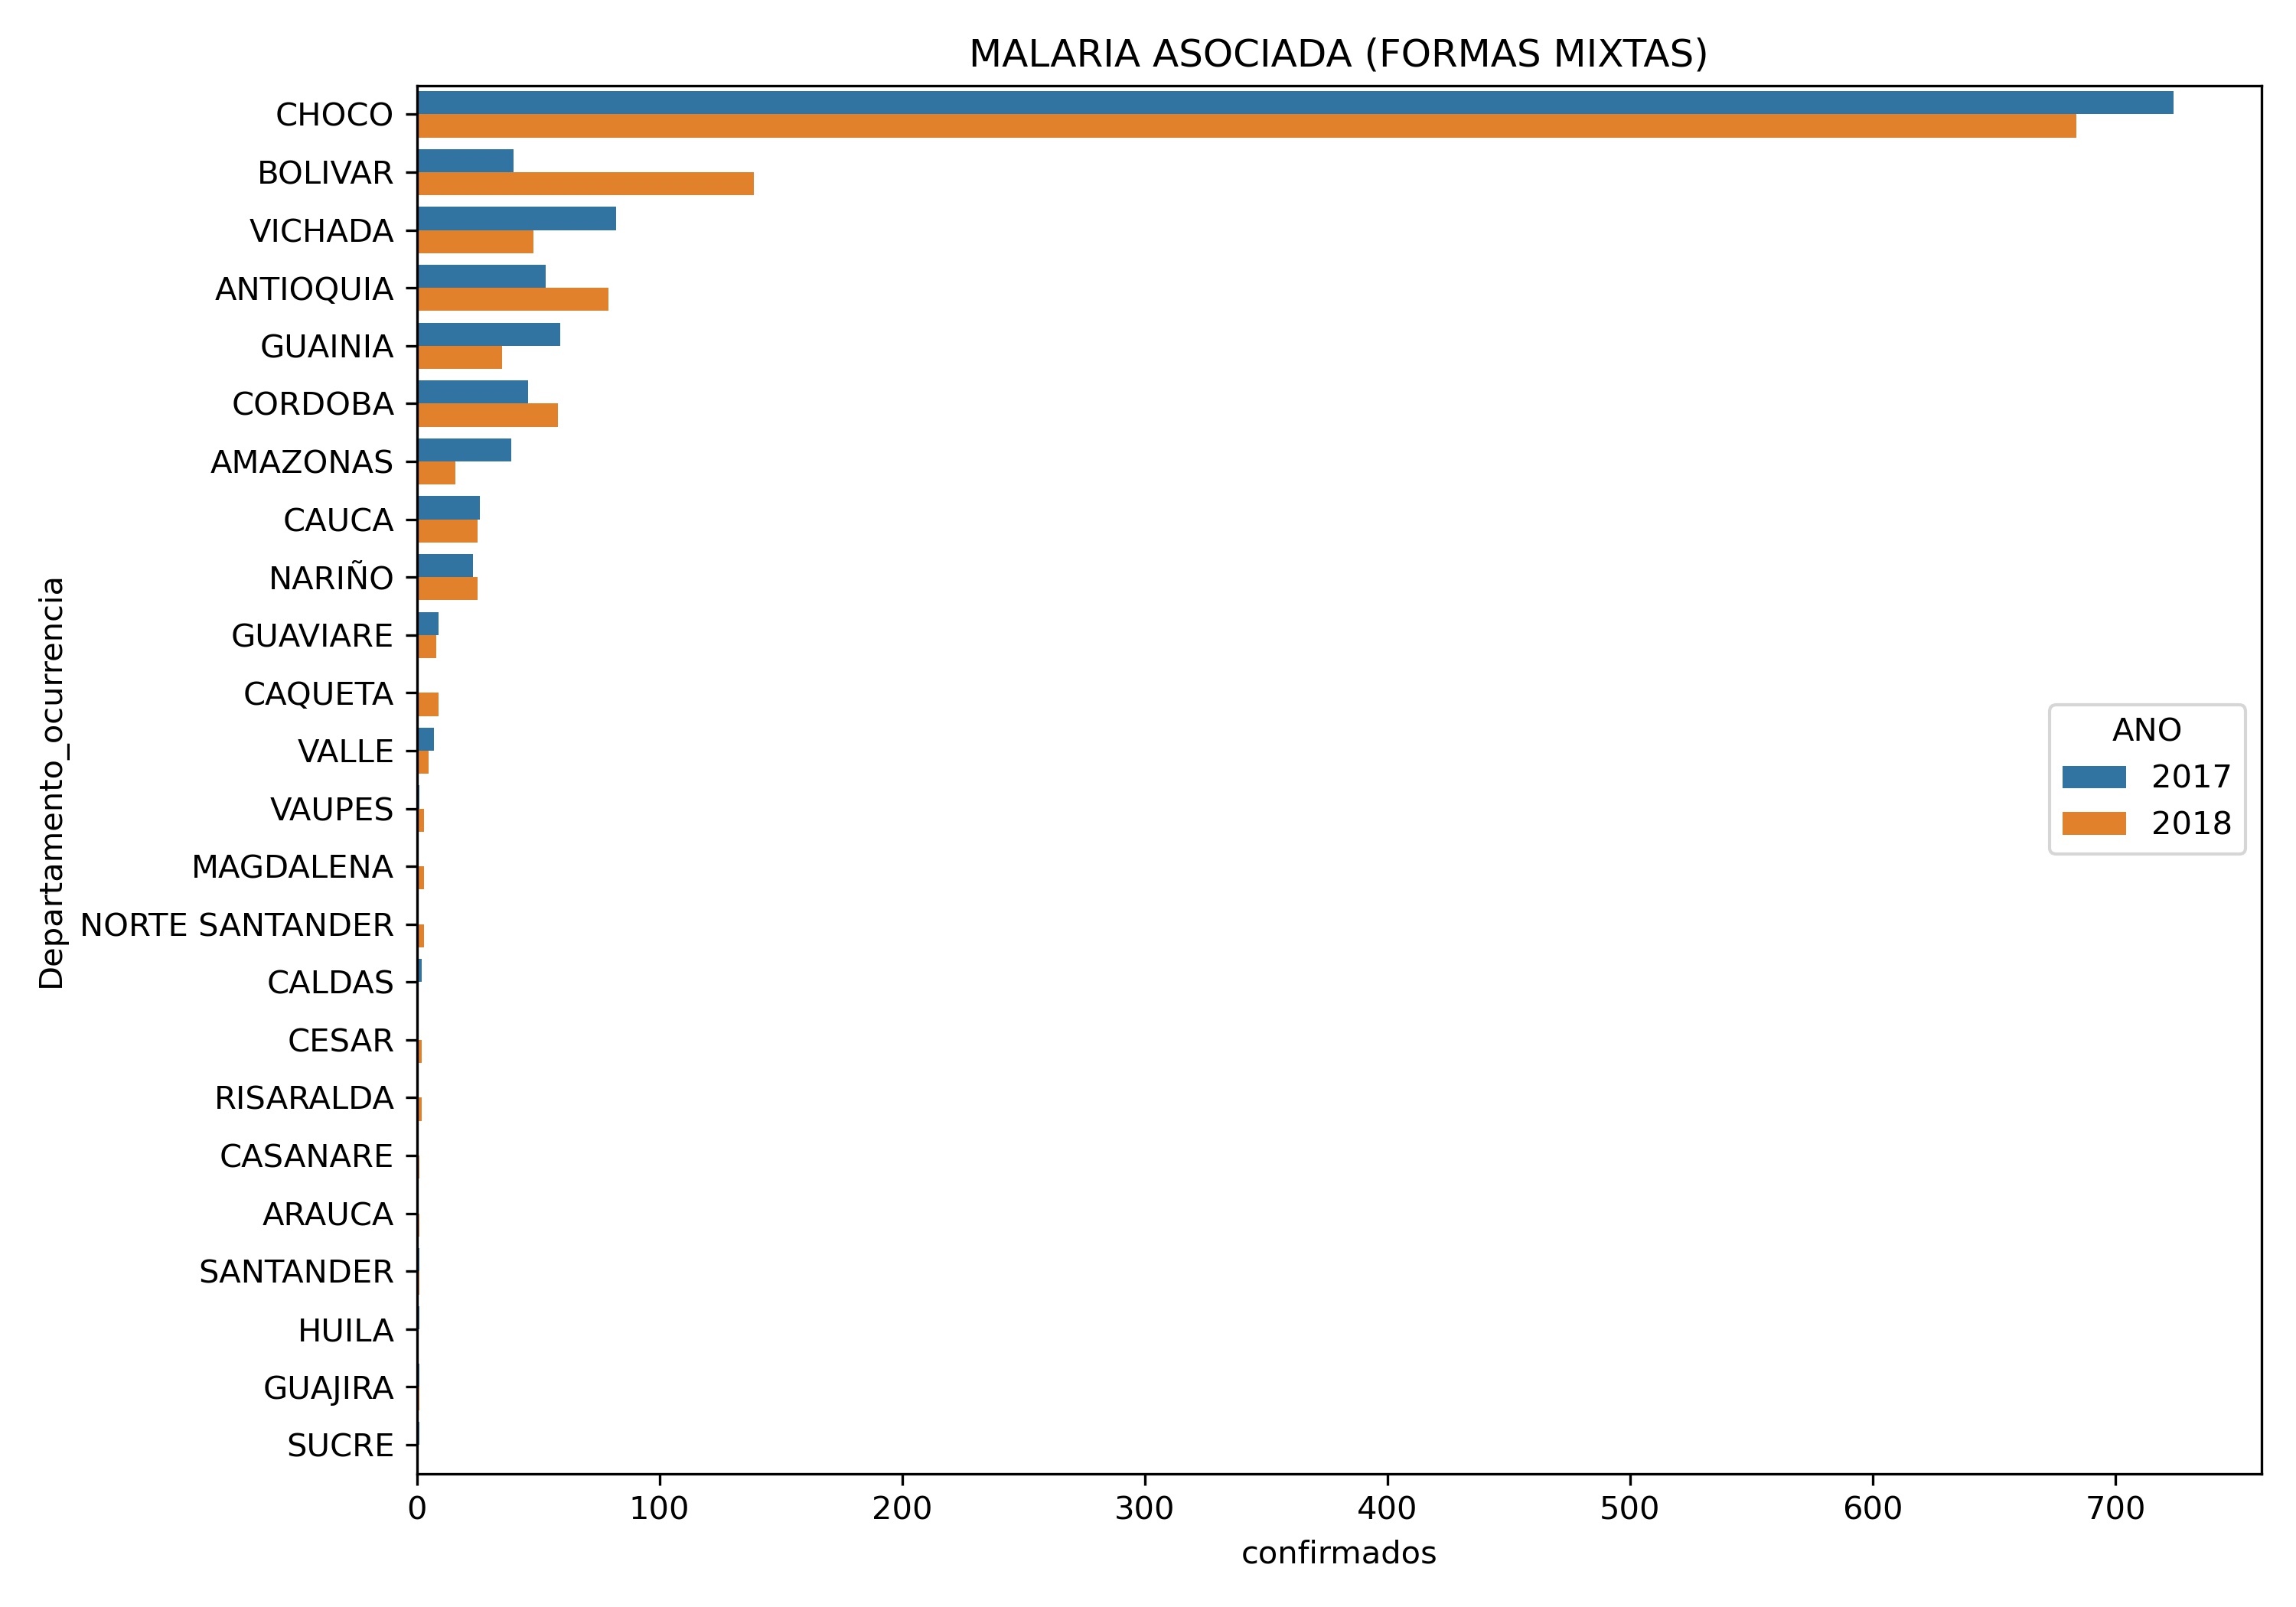 MALARIA ASOCIADA (FORMAS MIXTAS)
Departamento_ocurrencia
CHOCO
BOLIVAR
VICHADA
ANTIOQUIA
GUAINIA
CORDOBA
AMAZONAS
CAUCA
NARIÑO
GUAVIARE
CAQUETA
VALLE
VAUPES
MAGDALENA
NORTE SANTANDER
CALDAS
CESAR
RISARALDA
CASANARE
ARAUCA
SANTANDER
HUILA
GUAJIRA
SUCRE
ANO
2017
2018
0 100 200 300 400 500 600 700
confirmados